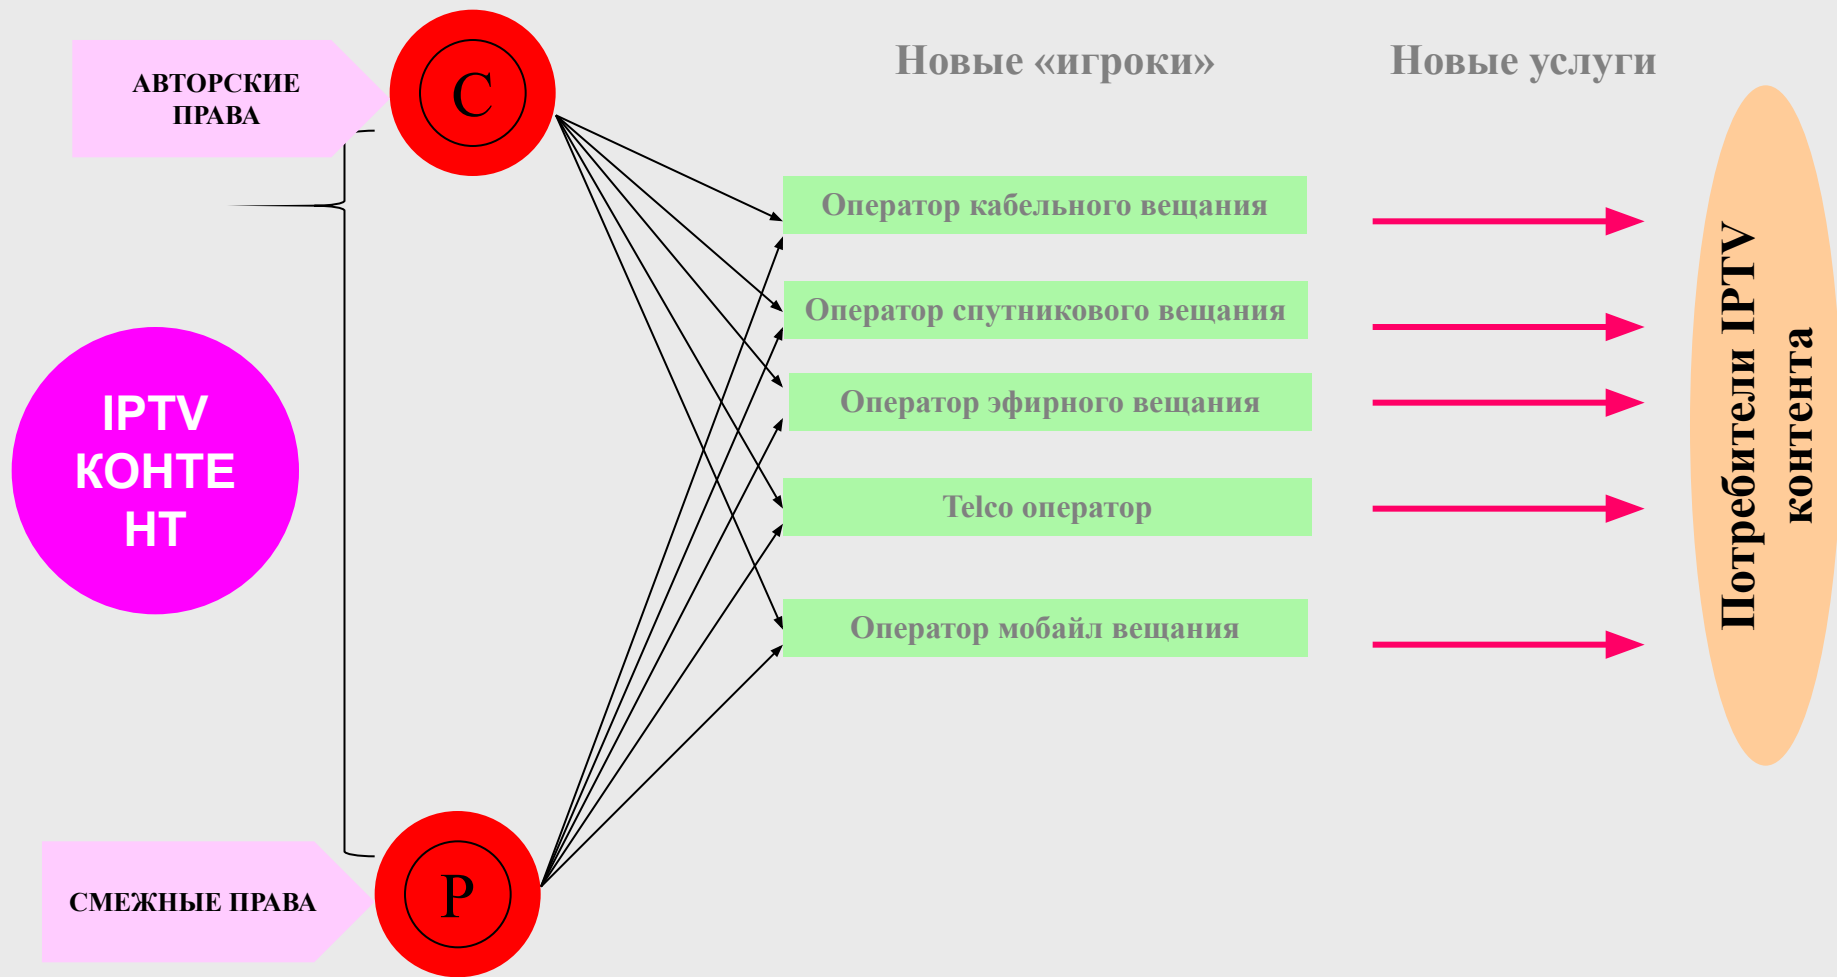 АВТОРСКИЕ
ПРАВА
C
Новые «игроки»
Новые услуги
Оператор кабельного вещания
Оператор спутникового вещания
Оператор эфирного вещания
Telco оператор
Оператор мобайл вещания
IPTV
КОНТЕ
НТ
Потребители IPTV
контента
СМЕЖНЫЕ ПРАВА
P